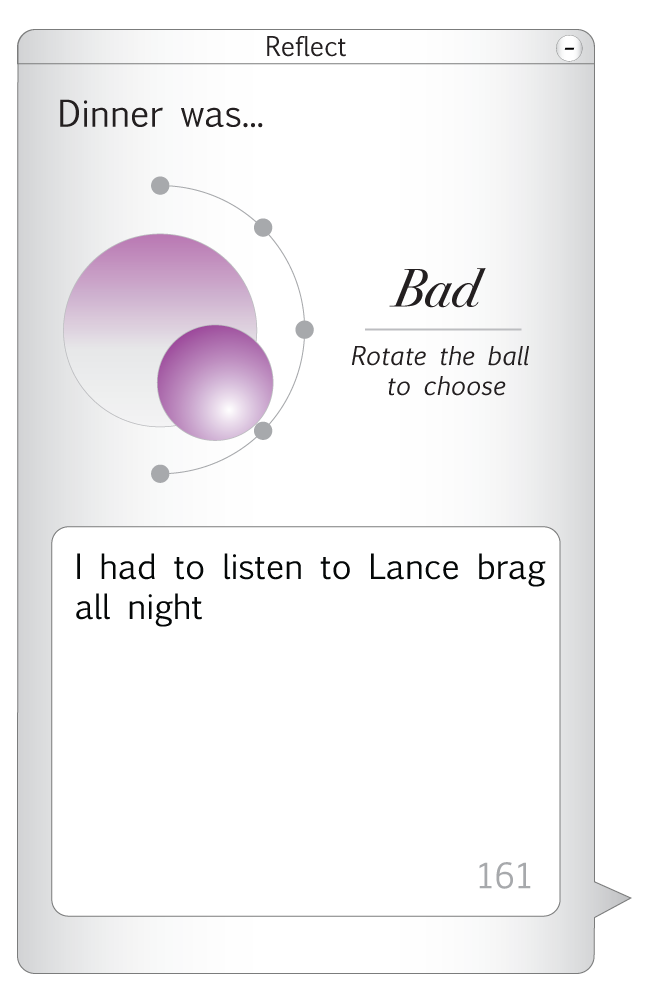 Reflect
-
Dinner was...
Bad
Rotate the ball
to choose
I had to listen to Lance brag
all night
161